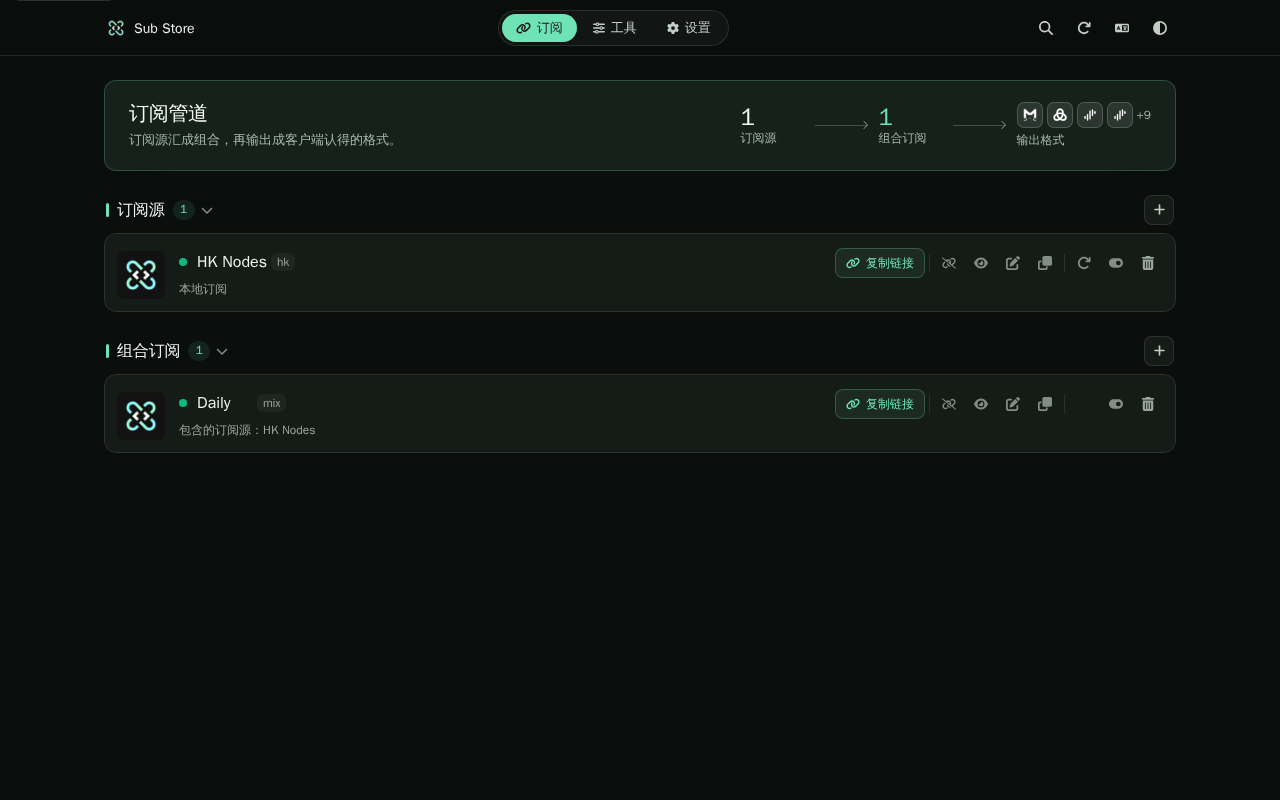 Sub Store
订阅
工具
设置
订阅管道
订阅源汇成组合，再输出成客户端认得的格式。
1
订阅源
1
组合订阅
+9
输出格式
订阅源 1
HK Nodes hk
本地订阅
复制链接
组合订阅 1
Daily mix
包含的订阅源：HK Nodes
复制链接